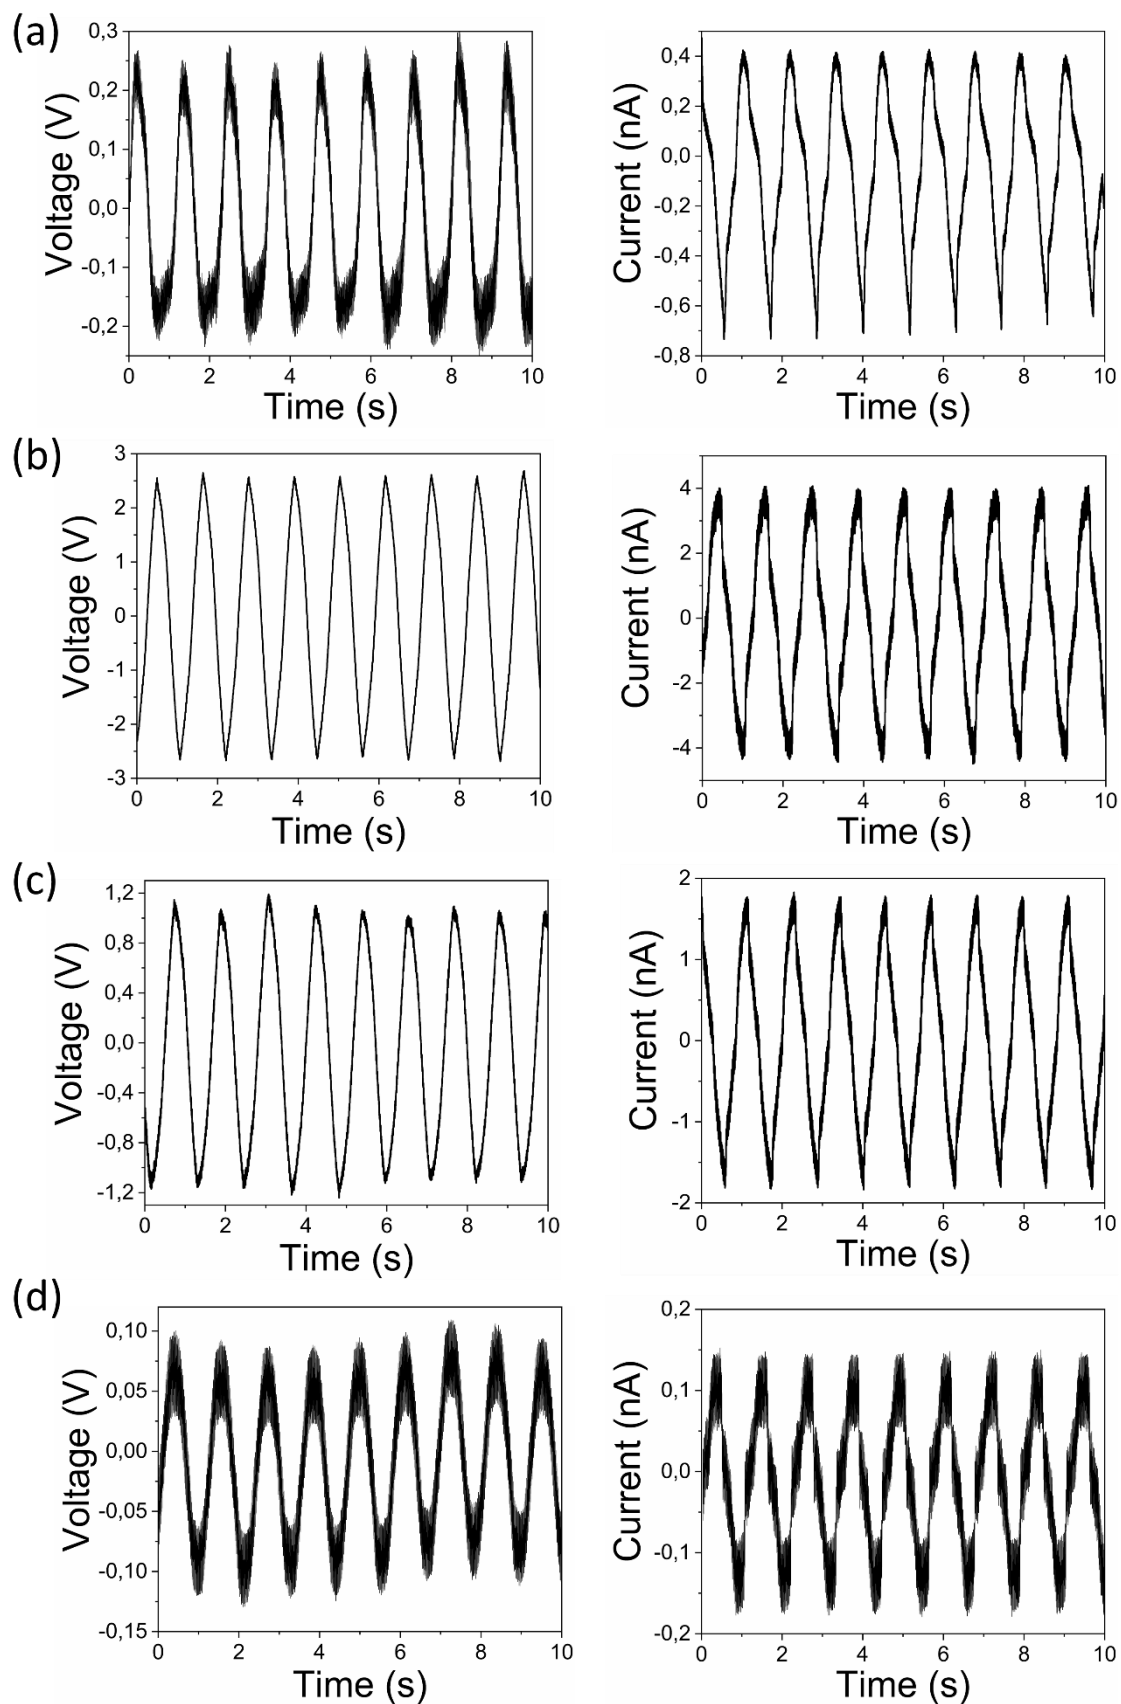 (a)
Voltage (V)
0,3
0,2
0,1
0,0
-0,1
-0,2
0 2 4 6 8 10
Time (s)
Current (nA)
0,4
0,2
0,0
-0,2
-0,4
-0,6
-0,8
0 2 4 6 8 10
Time (s)
(b)
Voltage (V)
3
2
1
0
-1
-2
-3
0 2 4 6 8 10
Time (s)
Current (nA)
4
2
0
-2
-4
0 2 4 6 8 10
Time (s)
(c)
Voltage (V)
1,2
0,8
0,4
0,0
-0,4
-0,8
-1,2
0 2 4 6 8 10
Time (s)
Current (nA)
2
1
0
-1
-2
0 2 4 6 8 10
Time (s)
(d)
Voltage (V)
0,10
0,05
0,00
-0,05
-0,10
-0,15
0 2 4 6 8 10
Time (s)
Current (nA)
0,2
0,1
0,0
-0,1
-0,2
0 2 4 6 8 10
Time (s)